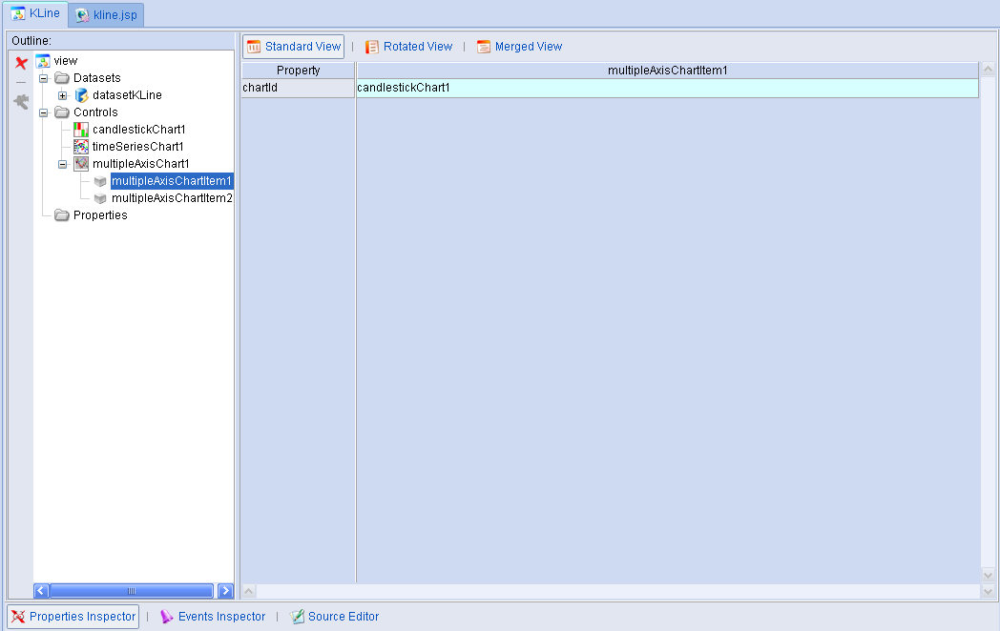 KLine kline.jsp
Outline:
Standard View | Rotated View | Merged View
view
Datasets
datasetKLine
Controls
candlestickChart1
timeSeriesChart1
multipleAxisChart1
multipleAxisChartItem1
multipleAxisChartItem2
Properties
Property multipleAxisChartItem1
chartId candlestickChart1
Properties Inspector | Events Inspector | Source Editor